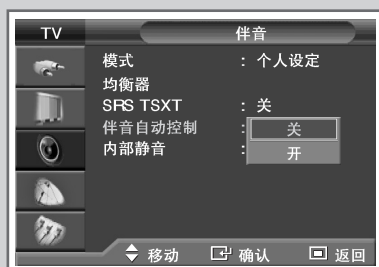 TV 伴音
模式 : 个人设定
均衡器
SRS TSXT : 关
伴音自动控制 : 关
内部静音 : 开
移动 确认 返回